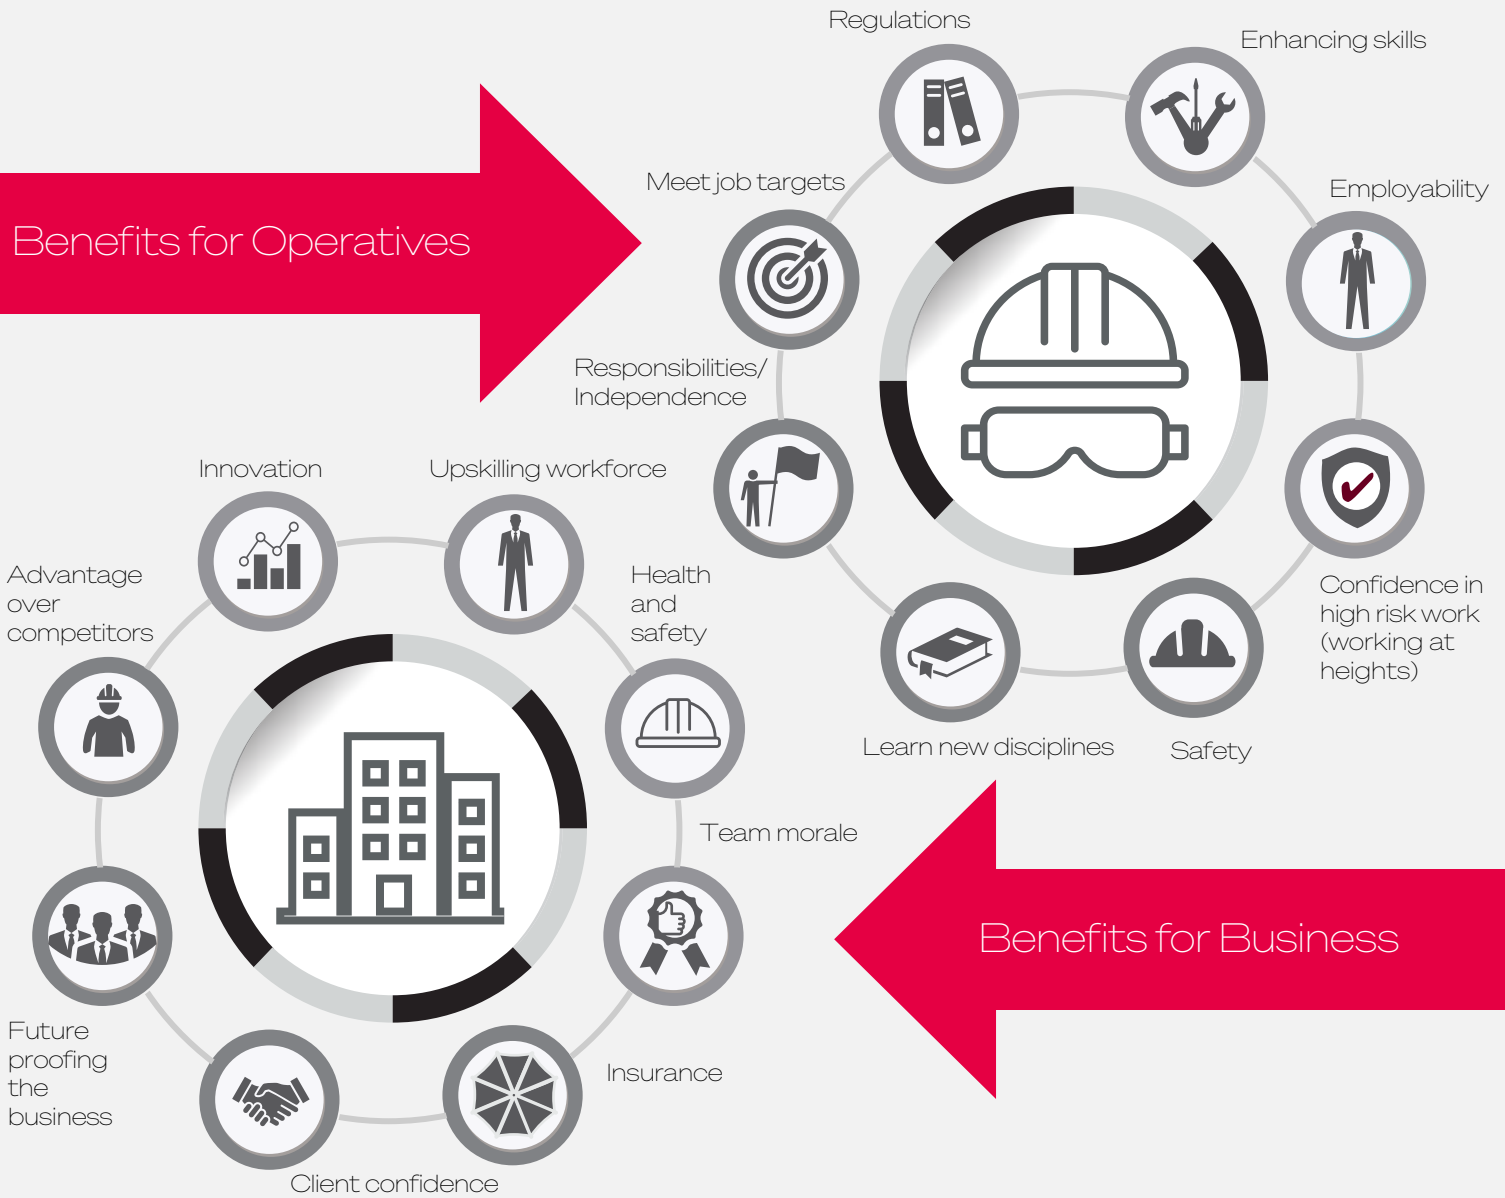 Benefits for Operatives
Regulations
Enhancing skills
Employability
Confidence in
high risk work
(working at
heights)
Safety
Learn new disciplines
Responsibilities/
Independence
Meet job targets
Benefits for Business
Innovation
Upskilling workforce
Health
and
safety
Team morale
Insurance
Client confidence
Future
proofing
the
business
Advantage
over
competitors